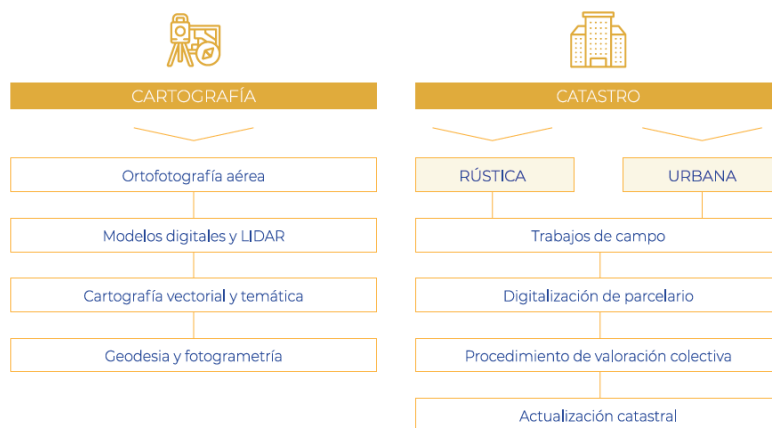 CARTOGRAFÍA
Ortofotografía aérea
Modelos digitales y LIDAR
Cartografía vectorial y temática
Geodesia y fotogrametría
CATASTRO
RÚSTICA
URBANA
Trabajos de campo
Digitalización de parcelario
Procedimiento de valoración colectiva
Actualización catastral